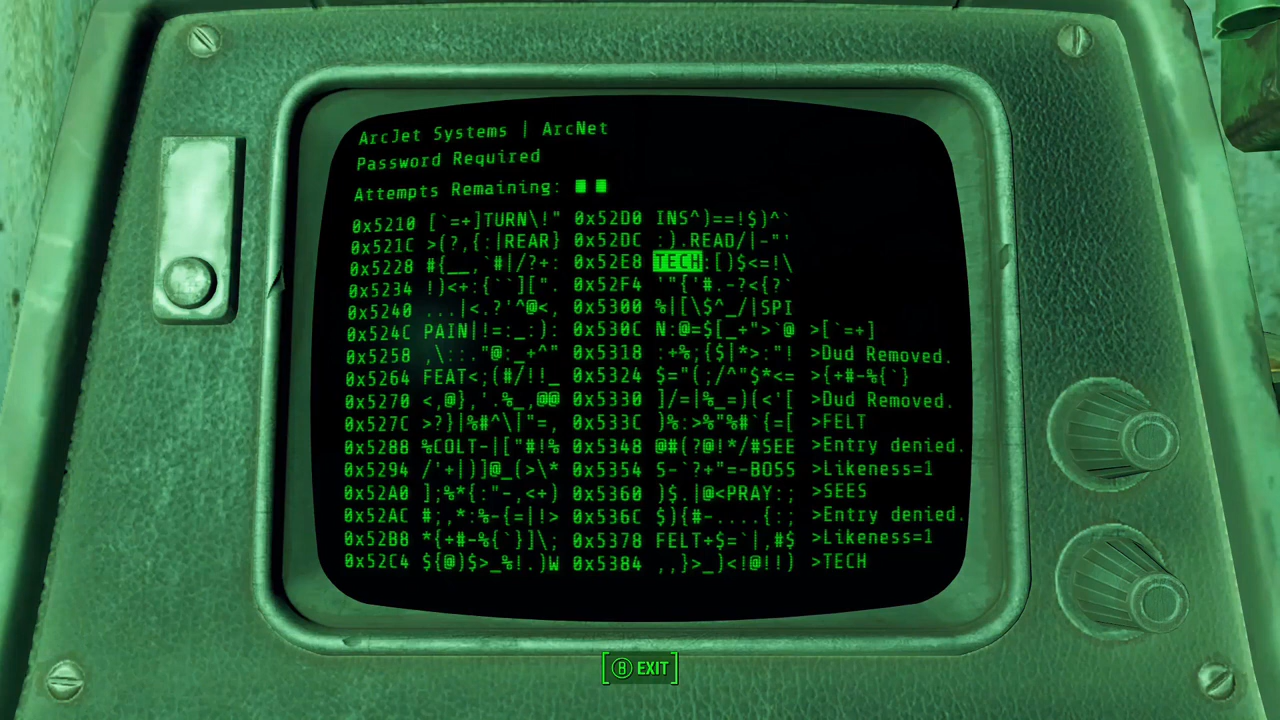 ArcJet Systems | ArcNet
Password Required
Attempts Remaining: ■ ■
0x5210 [`=+]TURN\!" 0x52D0 INS^)==!$)^`
0x521C >(?,{:|REAR} 0x52DC :).READ/|-"'
0x5228 #{__,`#|/?+: 0x52E8 TECH:[)$<=!\
0x5234 !)<+:{``][". 0x52F4 '"{'#.-?<{?`
0x5240 ...|<.?'^@<, 0x5300 %|[\$^_/|SPI
0x524C PAIN|!=:_:): 0x530C N:@=$[_+">`@ >[`=+]
0x5258 ,\::."@:_+^" 0x5318 :+%;{$|*>:"! >Dud Removed.
0x5264 FEAT<;(#/!!_ 0x5324 $="(;/^"$*<= >{+#-%{`}
0x5270 <,@},'.%_,@@ 0x5330 ]/=|%_=)(<'[ >Dud Removed.
0x527C >?}|%#^\|"=, 0x533C )%:>%"%#`{=[ >FELT
0x5288 %COLT-|["#!% 0x5348 @#(?@!*/#SEE >Entry denied.
0x5294 /'+|)]@_(>\* 0x5354 S-`?+"=-BOSS >Likeness=1
0x52A0 ];%*{:"-,<+) 0x5360 )$.|@<PRAY:; >SEES
0x52AC #;,*:%-{=|!> 0x536C $){#-....{:; >Entry denied.
0x52B8 *{+#-%{`}]\; 0x5378 FELT+$=`|,#$ >Likeness=1
0x52C4 ${@)$>_%!.)W 0x5384 ,,}>_)<!@!!) >TECH
[Ⓑ EXIT]